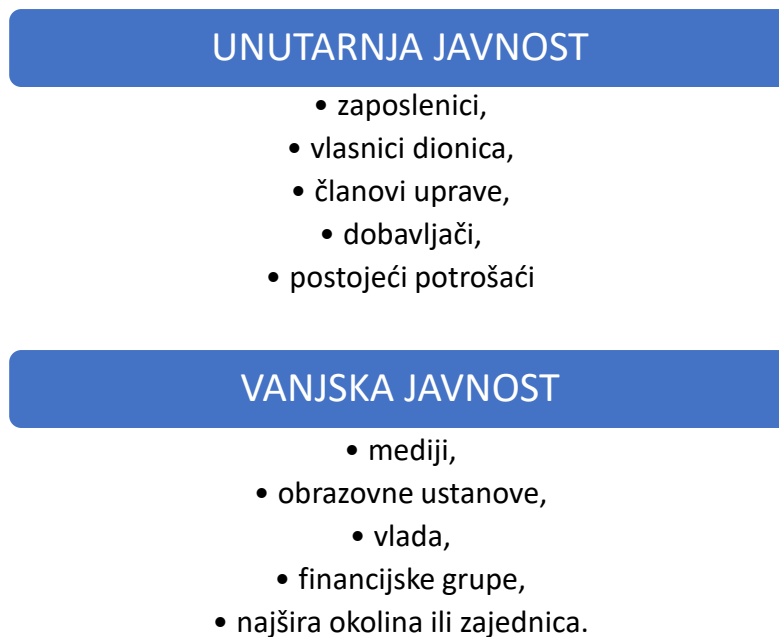 UNUTARNJA JAVNOST
• zaposlenici,
• vlasnici dionica,
• članovi uprave,
• dobavljači,
• postojeći potrošaći
VANJSKA JAVNOST
• mediji,
• obrazovne ustanove,
• vlada,
• financijske grupe,
• najšira okolina ili zajednica.